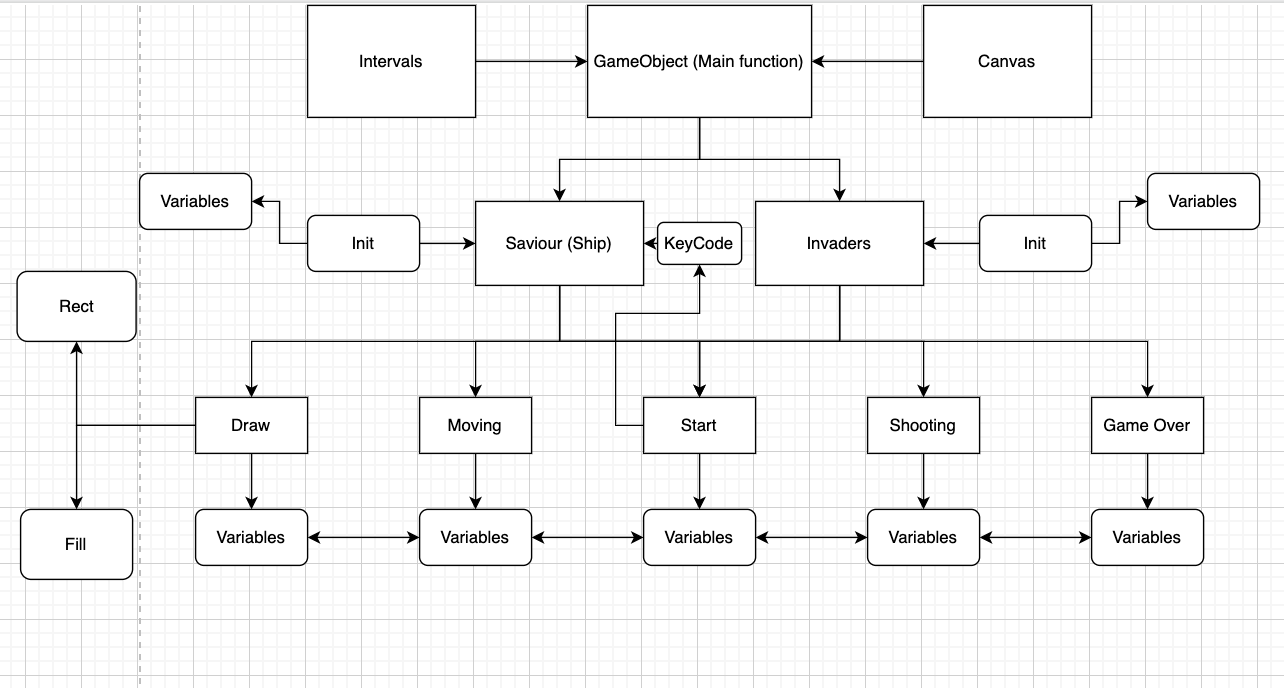 Intervals
GameObject (Main function)
Canvas
Variables
Variables
Init
Saviour (Ship)
KeyCode
Invaders
Init
Rect
Draw
Moving
Start
Shooting
Game Over
Fill
Variables
Variables
Variables
Variables
Variables